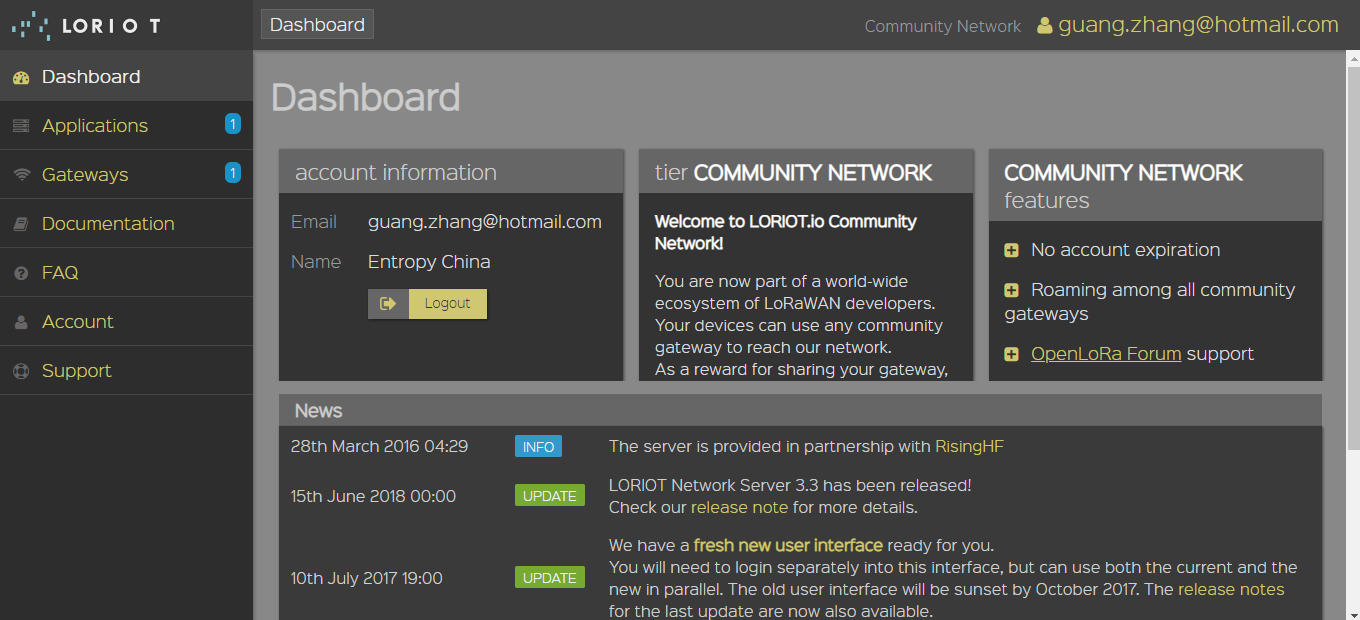 LORIOT
Dashboard
Community Network guang.zhang@hotmail.com
Dashboard
Applications 1
Gateways 1
Documentation
FAQ
Account
Support
Dashboard
account information
Email guang.zhang@hotmail.com
Name Entropy China
Logout
tier COMMUNITY NETWORK
Welcome to LORIOT.io Community
Network!
You are now part of a world-wide
ecosystem of LoRaWAN developers.
Your devices can use any community
gateway to reach our network.
As a reward for sharing your gateway,
COMMUNITY NETWORK
features
No account expiration
Roaming among all community
gateways
OpenLoRa Forum support
News
28th March 2016 04:29 INFO The server is provided in partnership with RisingHF
15th June 2018 00:00 UPDATE LORIOT Network Server 3.3 has been released!
Check our release note for more details.
10th July 2017 19:00 UPDATE We have a fresh new user interface ready for you.
You will need to login separately into this interface, but can use both the current and the
new in parallel. The old user interface will be sunset by October 2017. The release notes
for the last update are now also available.